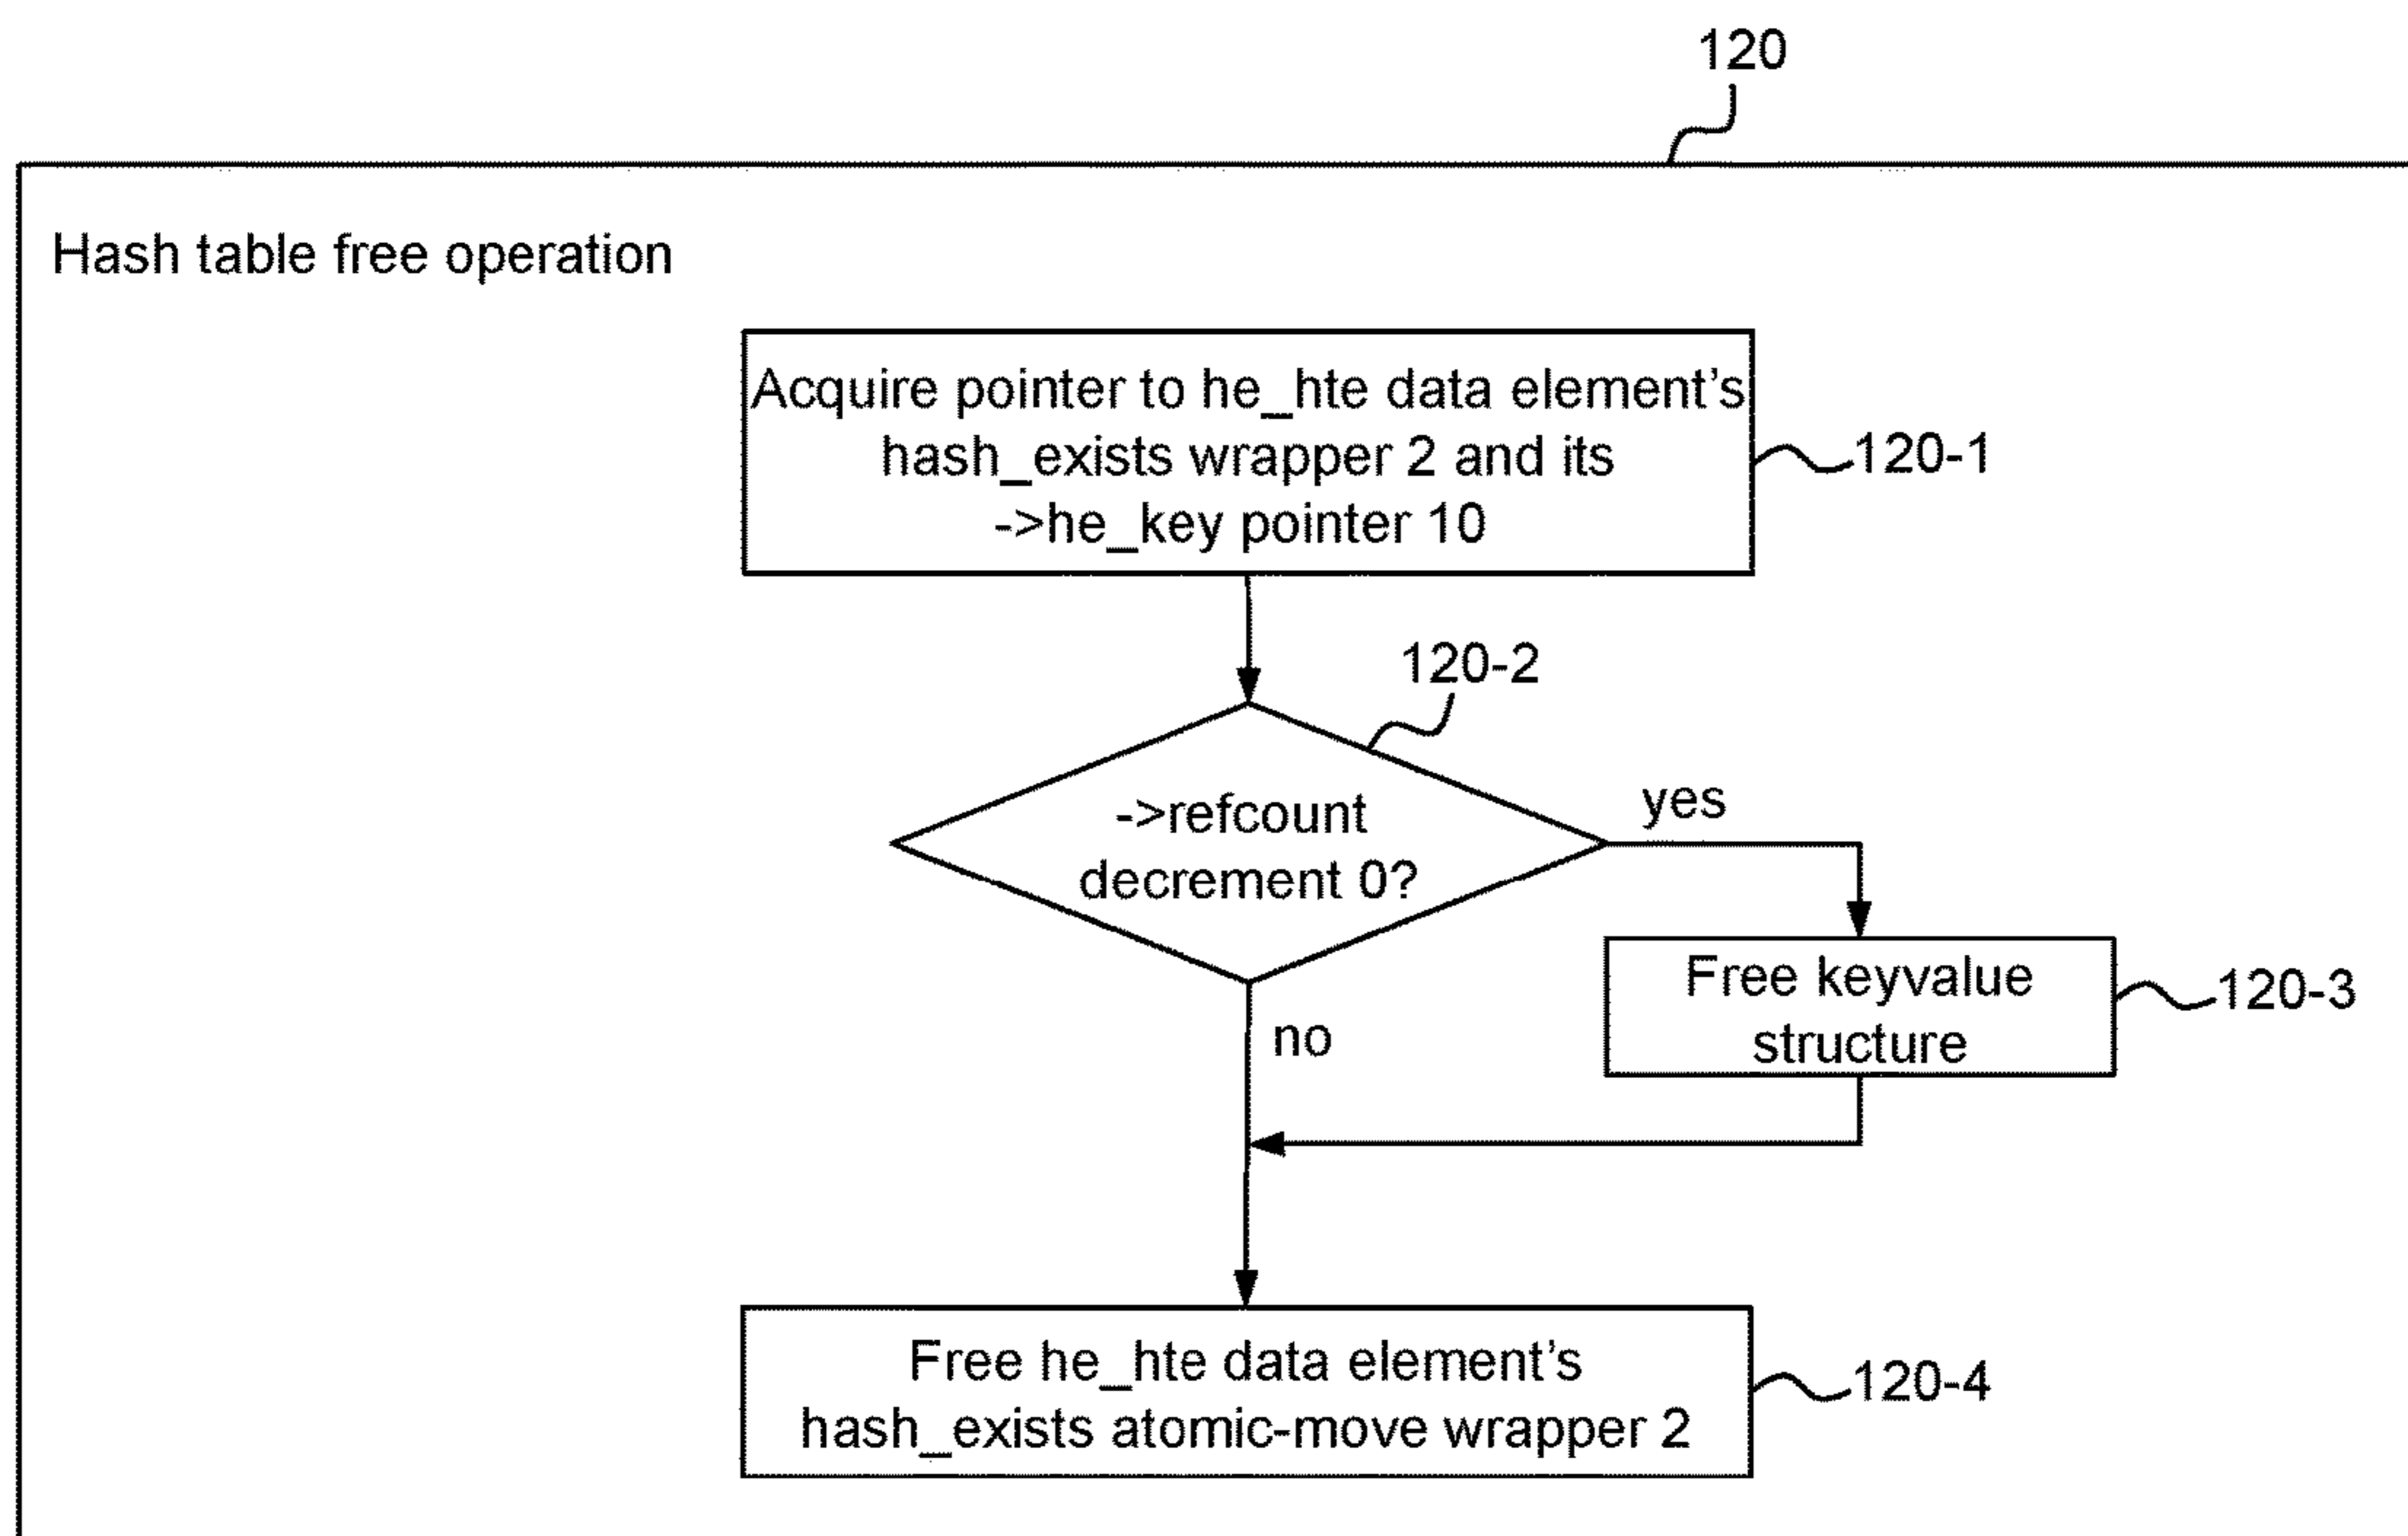 120
Hash table free operation
Acquire pointer to he_hte data element's
hash_exists wrapper 2 and its
->he_key pointer 10
120-1
120-2
->refcount
decrement 0?
yes
Free keyvalue
structure
120-3
no
Free he_hte data element's
hash_exists atomic-move wrapper 2
120-4